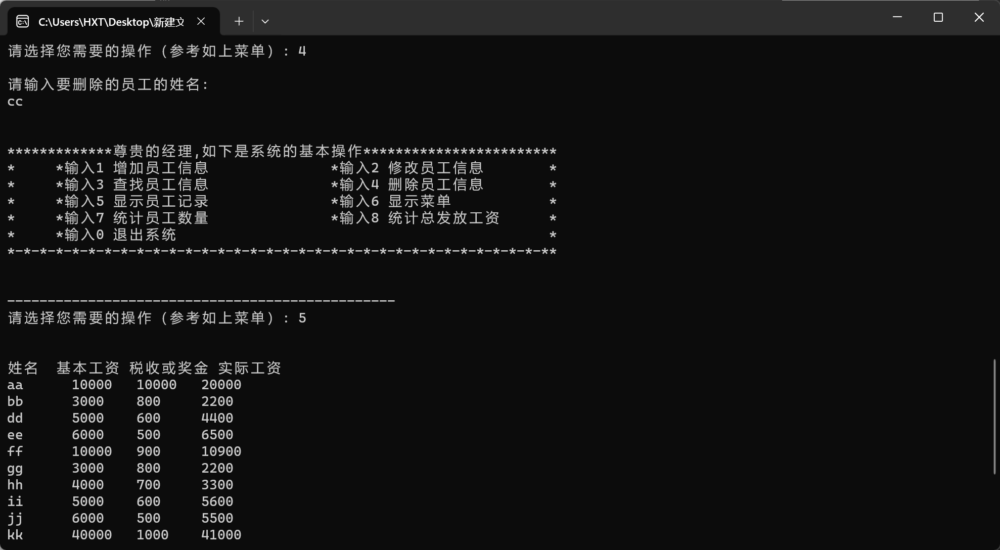 C:\Users\HXT\Desktop\新建文
请选择您需要的操作（参考如上菜单）: 4
请输入要删除的员工的姓名:
cc
*************尊贵的经理,如下是系统的基本操作************************
*     *输入1 增加员工信息               *输入2 修改员工信息        *
*     *输入3 查找员工信息               *输入4 删除员工信息        *
*     *输入5 显示员工记录               *输入6 显示菜单            *
*     *输入7 统计员工数量               *输入8 统计总发放工资      *
*     *输入0 退出系统                                              *
*-*-*-*-*-*-*-*-*-*-*-*-*-*-*-*-*-*-*-*-*-*-*-*-*-*-*-*-*-*-*-*-*-**
------------------------------------------------
请选择您需要的操作（参考如上菜单）: 5
姓名  基本工资 税收或奖金 实际工资
aa      10000   10000   20000
bb      3000    800     2200
dd      5000    600     4400
ee      6000    500     6500
ff      10000   900     10900
gg      3000    800     2200
hh      4000    700     3300
ii      5000    600     5600
jj      6000    500     5500
kk      40000   1000    41000